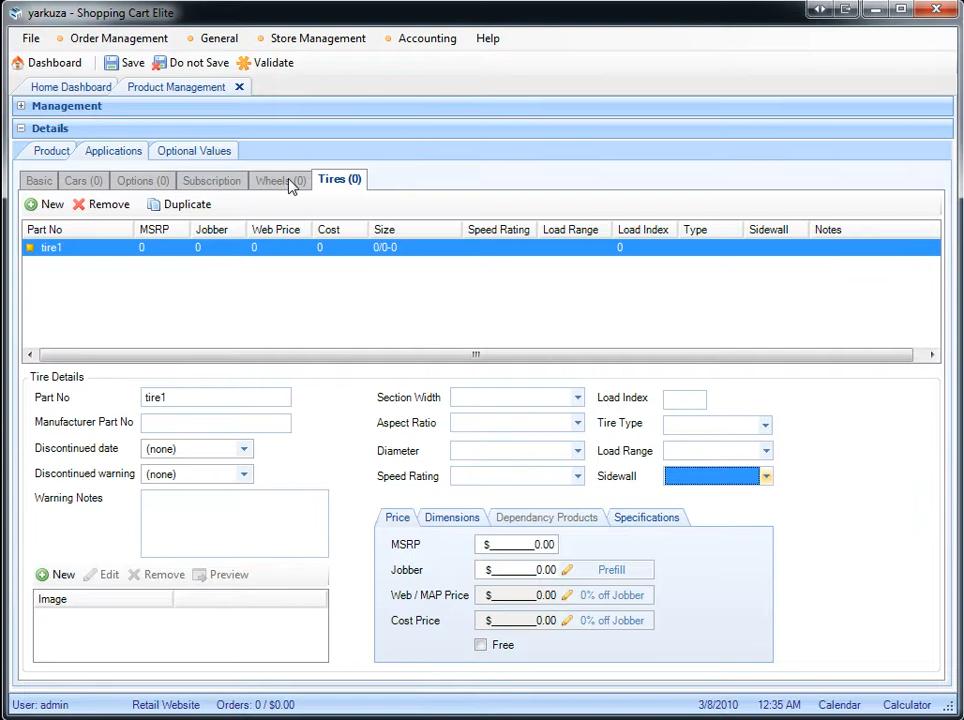 yarkuza - Shopping Cart Elite
File Order Management General Store Management Accounting Help
Dashboard Save Do not Save Validate
Home Dashboard Product Management
Management
Details
Product Applications Optional Values
Basic Cars (0) Options (0) Subscription Wheels (0) Tires (0)
New Remove Duplicate
Part No MSRP Jobber Web Price Cost Size Speed Rating Load Range Load Index Type Sidewall Notes
tire1 0 0 0 0 0/0-0 0
Tire Details
Part No tire1 Section Width Load Index
Manufacturer Part No Aspect Ratio Tire Type
Discontinued date (none) Diameter Load Range
Discontinued warning (none) Speed Rating Sidewall
Warning Notes
Price Dimensions Dependancy Products Specifications
MSRP $_______0.00
Jobber $_______0.00 Prefill
Web / MAP Price $_______0.00 0% off Jobber
Cost Price $_______0.00 0% off Jobber
Free
New Edit Remove Preview
Image
User: admin Retail Website Orders: 0 / $0.00 3/8/2010 12:35 AM Calendar Calculator